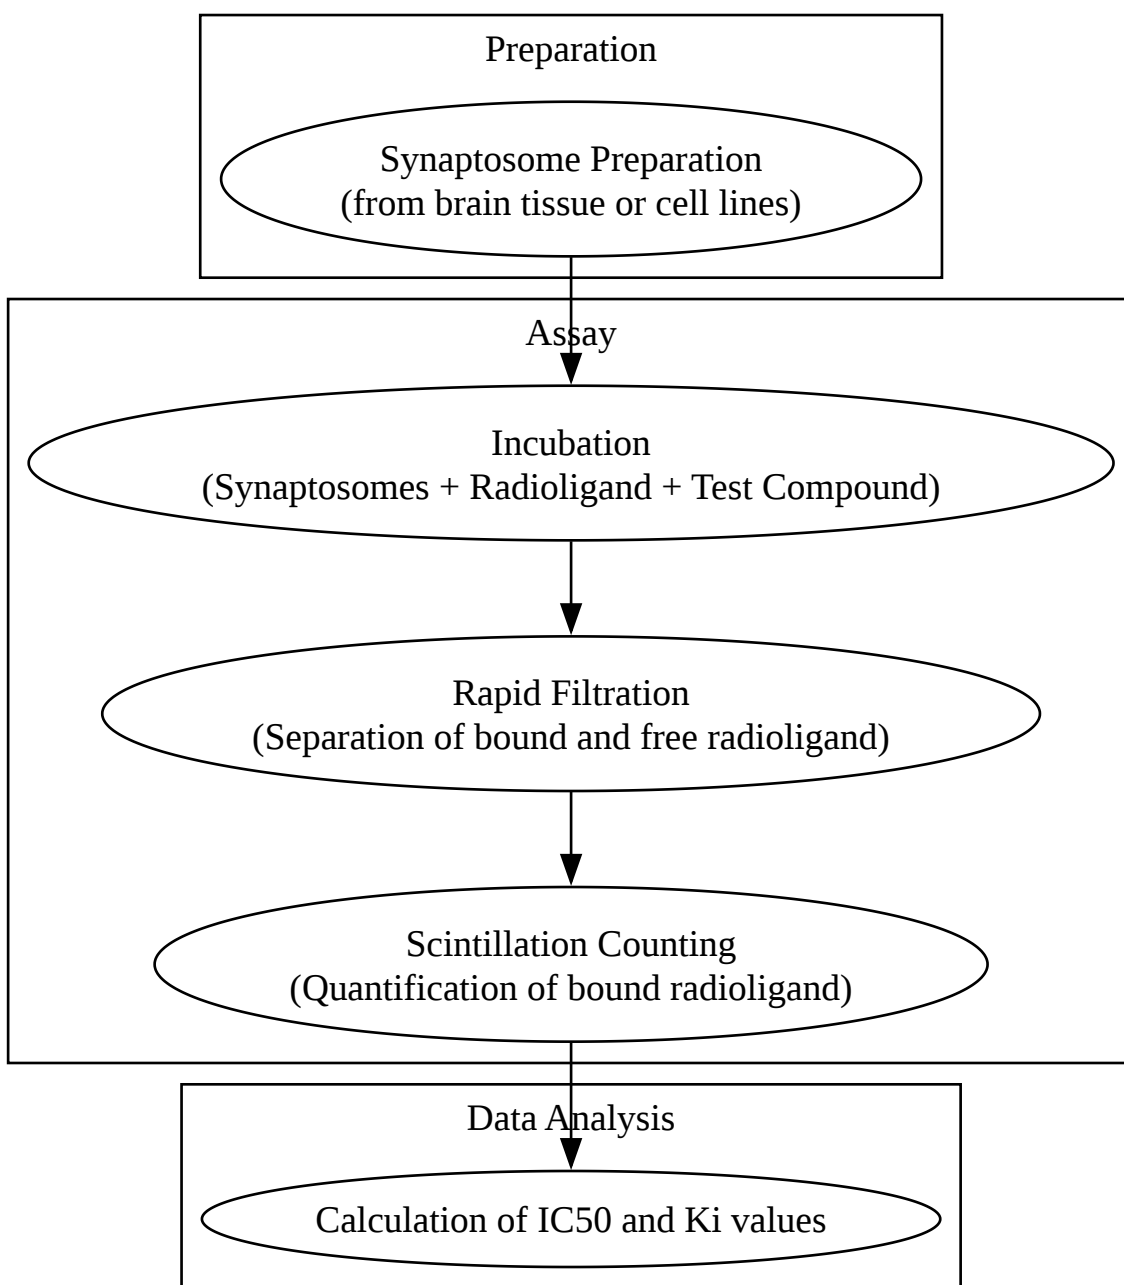 Preparation
Synaptosome Preparation
(from brain tissue or cell lines)
Assay
Incubation
(Synaptosomes + Radioligand + Test Compound)
Rapid Filtration
(Separation of bound and free radioligand)
Scintillation Counting
(Quantification of bound radioligand)
Data Analysis
Calculation of IC50 and Ki values